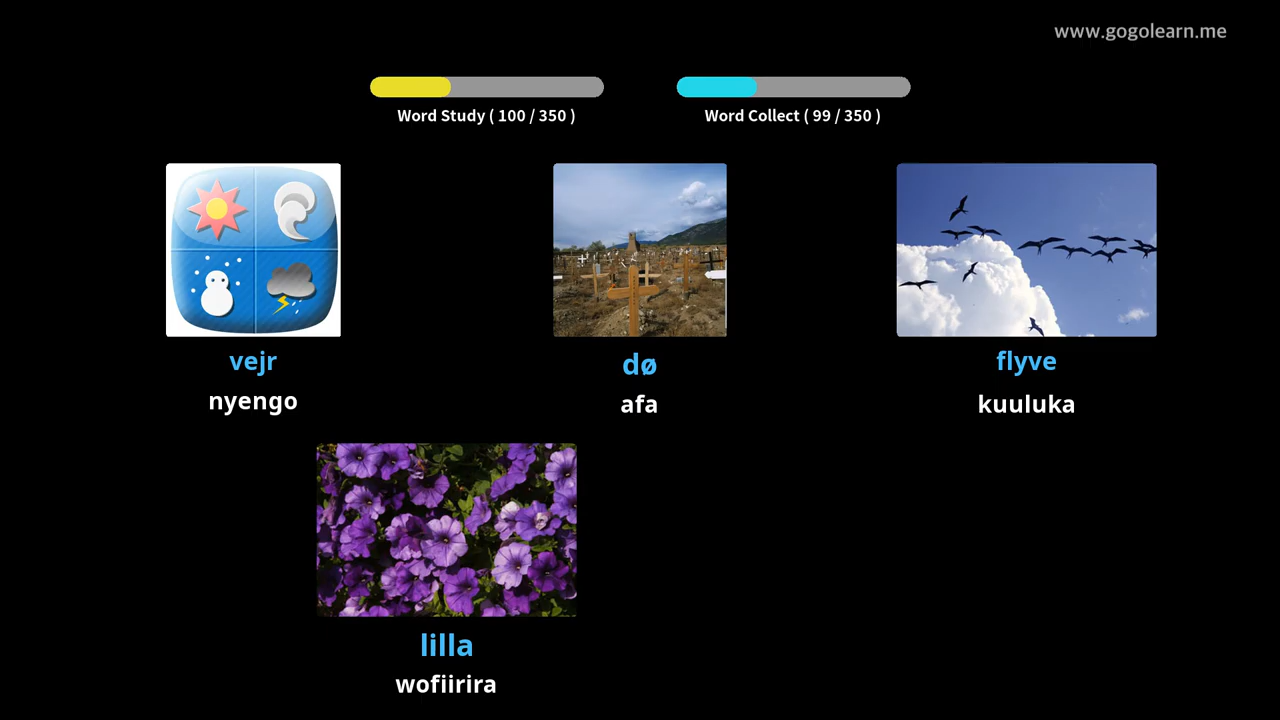 www.gogolearn.me
Word Study ( 100 / 350 )
Word Collect ( 99 / 350 )
vejr
nyengo
dø
afa
flyve
kuuluka
lilla
wofiirira